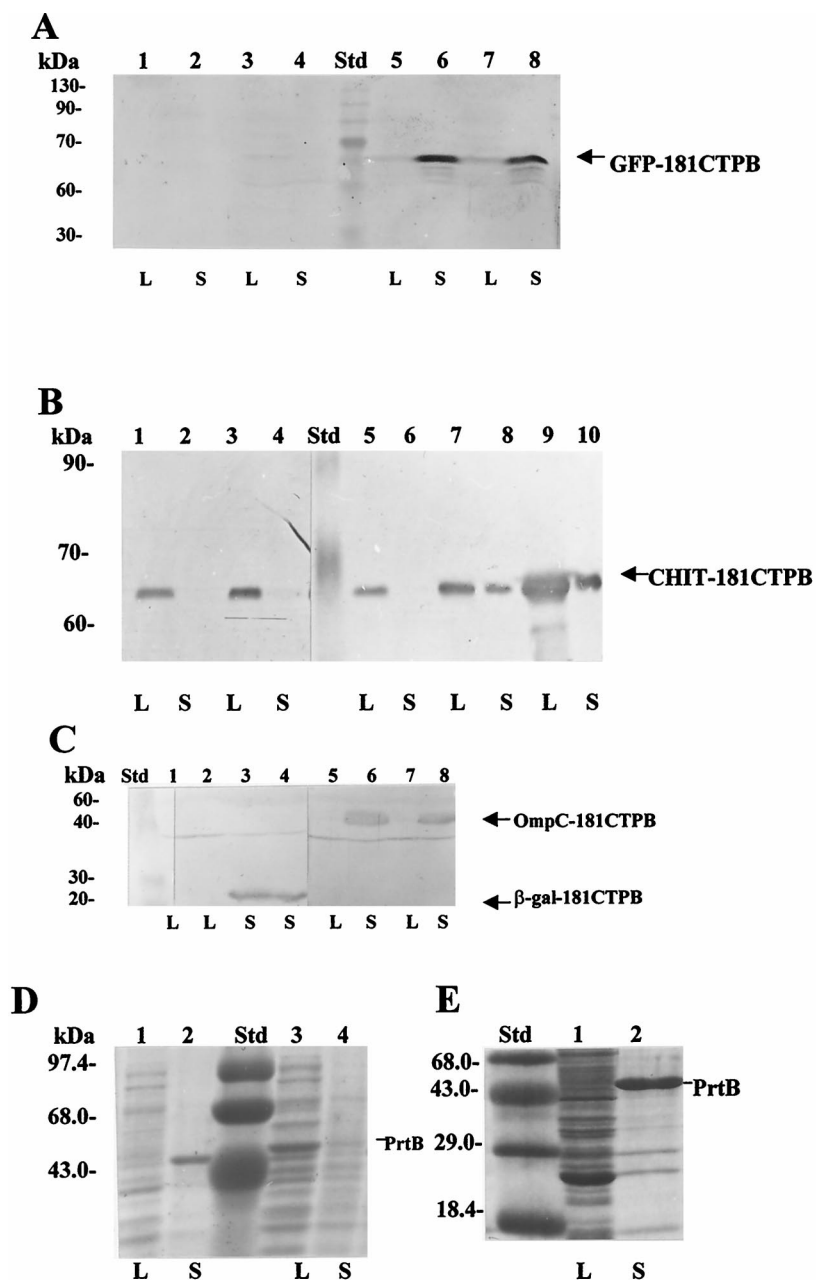 A
kDa 1 2 3 4 Std 5 6 7 8
130-
90-
70-
60-
30-
GFP-181CTPB
L S L S L S L S
B
kDa 1 2 3 4 Std 5 6 7 8 9 10
90-
70-
60-
CHIT-181CTPB
L S L S L S L S L S
C
kDa Std 1 2 3 4 5 6 7 8
60-
40-
30-
20-
OmpC-181CTPB
β-gal-181CTPB
L L S S L S L S
D
kDa 1 2 Std 3 4
97.4-
68.0-
43.0-
PrtB
L S L S
E
Std 1 2
68.0-
43.0-
29.0-
18.4-
PrtB
L S